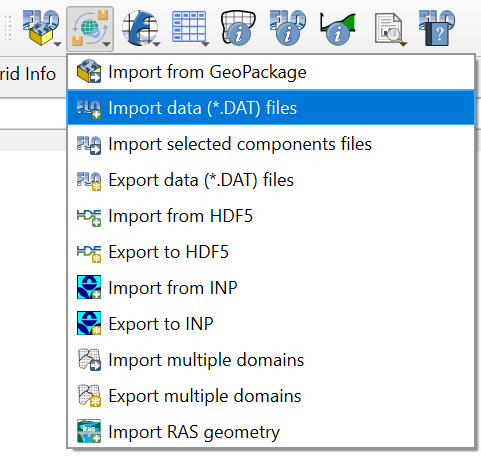 rid Info
Import from GeoPackage
Import data (*.DAT) files
Import selected components files
Export data (*.DAT) files
Import from HDF5
Export to HDF5
Import from INP
Export to INP
Import multiple domains
Export multiple domains
Import RAS geometry